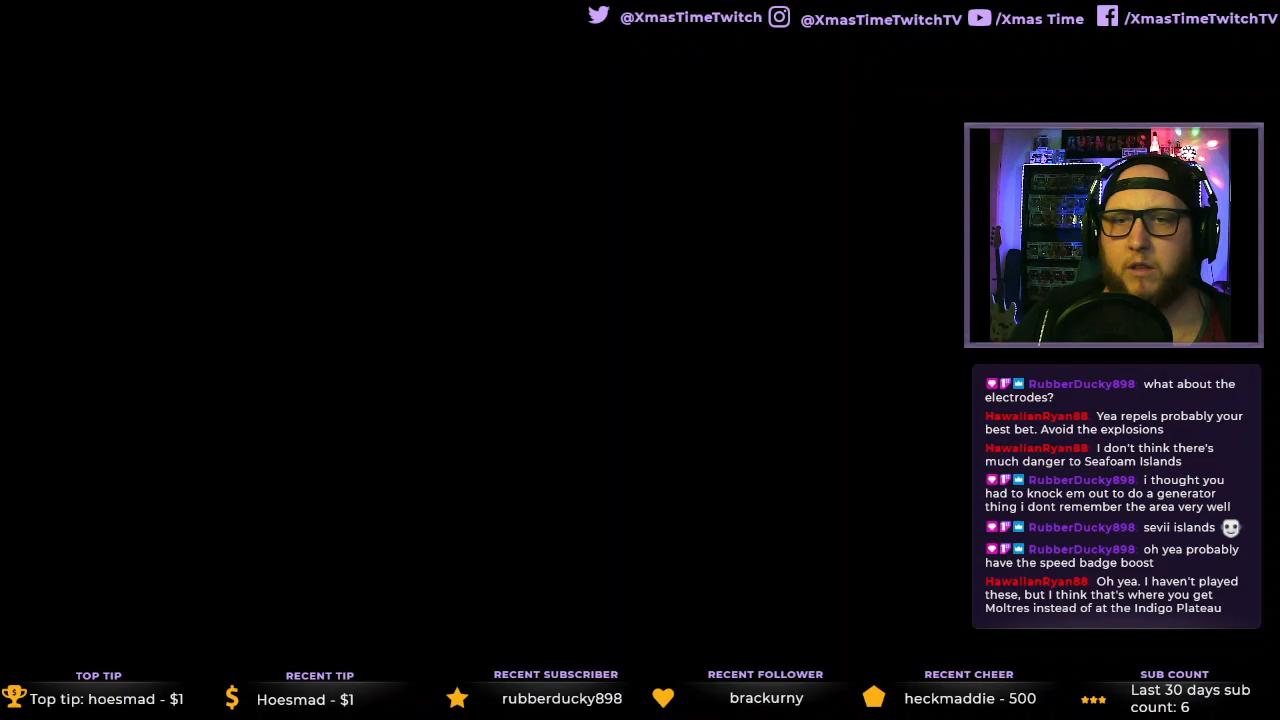 @XmasTimeTwitch @XmasTimeTwitchTV /Xmas Time /XmasTimeTwitchTV
AVENGERS
RubberDucky898 what about the
electrodes?
HawaiianRyan88 Yea repels probably your
best bet. Avoid the explosions
HawaiianRyan88 I don't think there's
much danger to Seafoam Islands
RubberDucky898 i thought you
had to knock em out to do a generator
thing i dont remember the area very well
RubberDucky898 sevii islands
RubberDucky898 oh yea probably
have the speed badge boost
HawaiianRyan88 Oh yea. I haven't played
these, but I think that's where you get
Moltres instead of at the Indigo Plateau
TOP TIP
Top tip: hoesmad - $1
RECENT TIP
Hoesmad - $1
RECENT SUBSCRIBER
rubberducky898
RECENT FOLLOWER
brackurny
RECENT CHEER
heckmaddie - 500
SUB COUNT
Last 30 days sub
count: 6